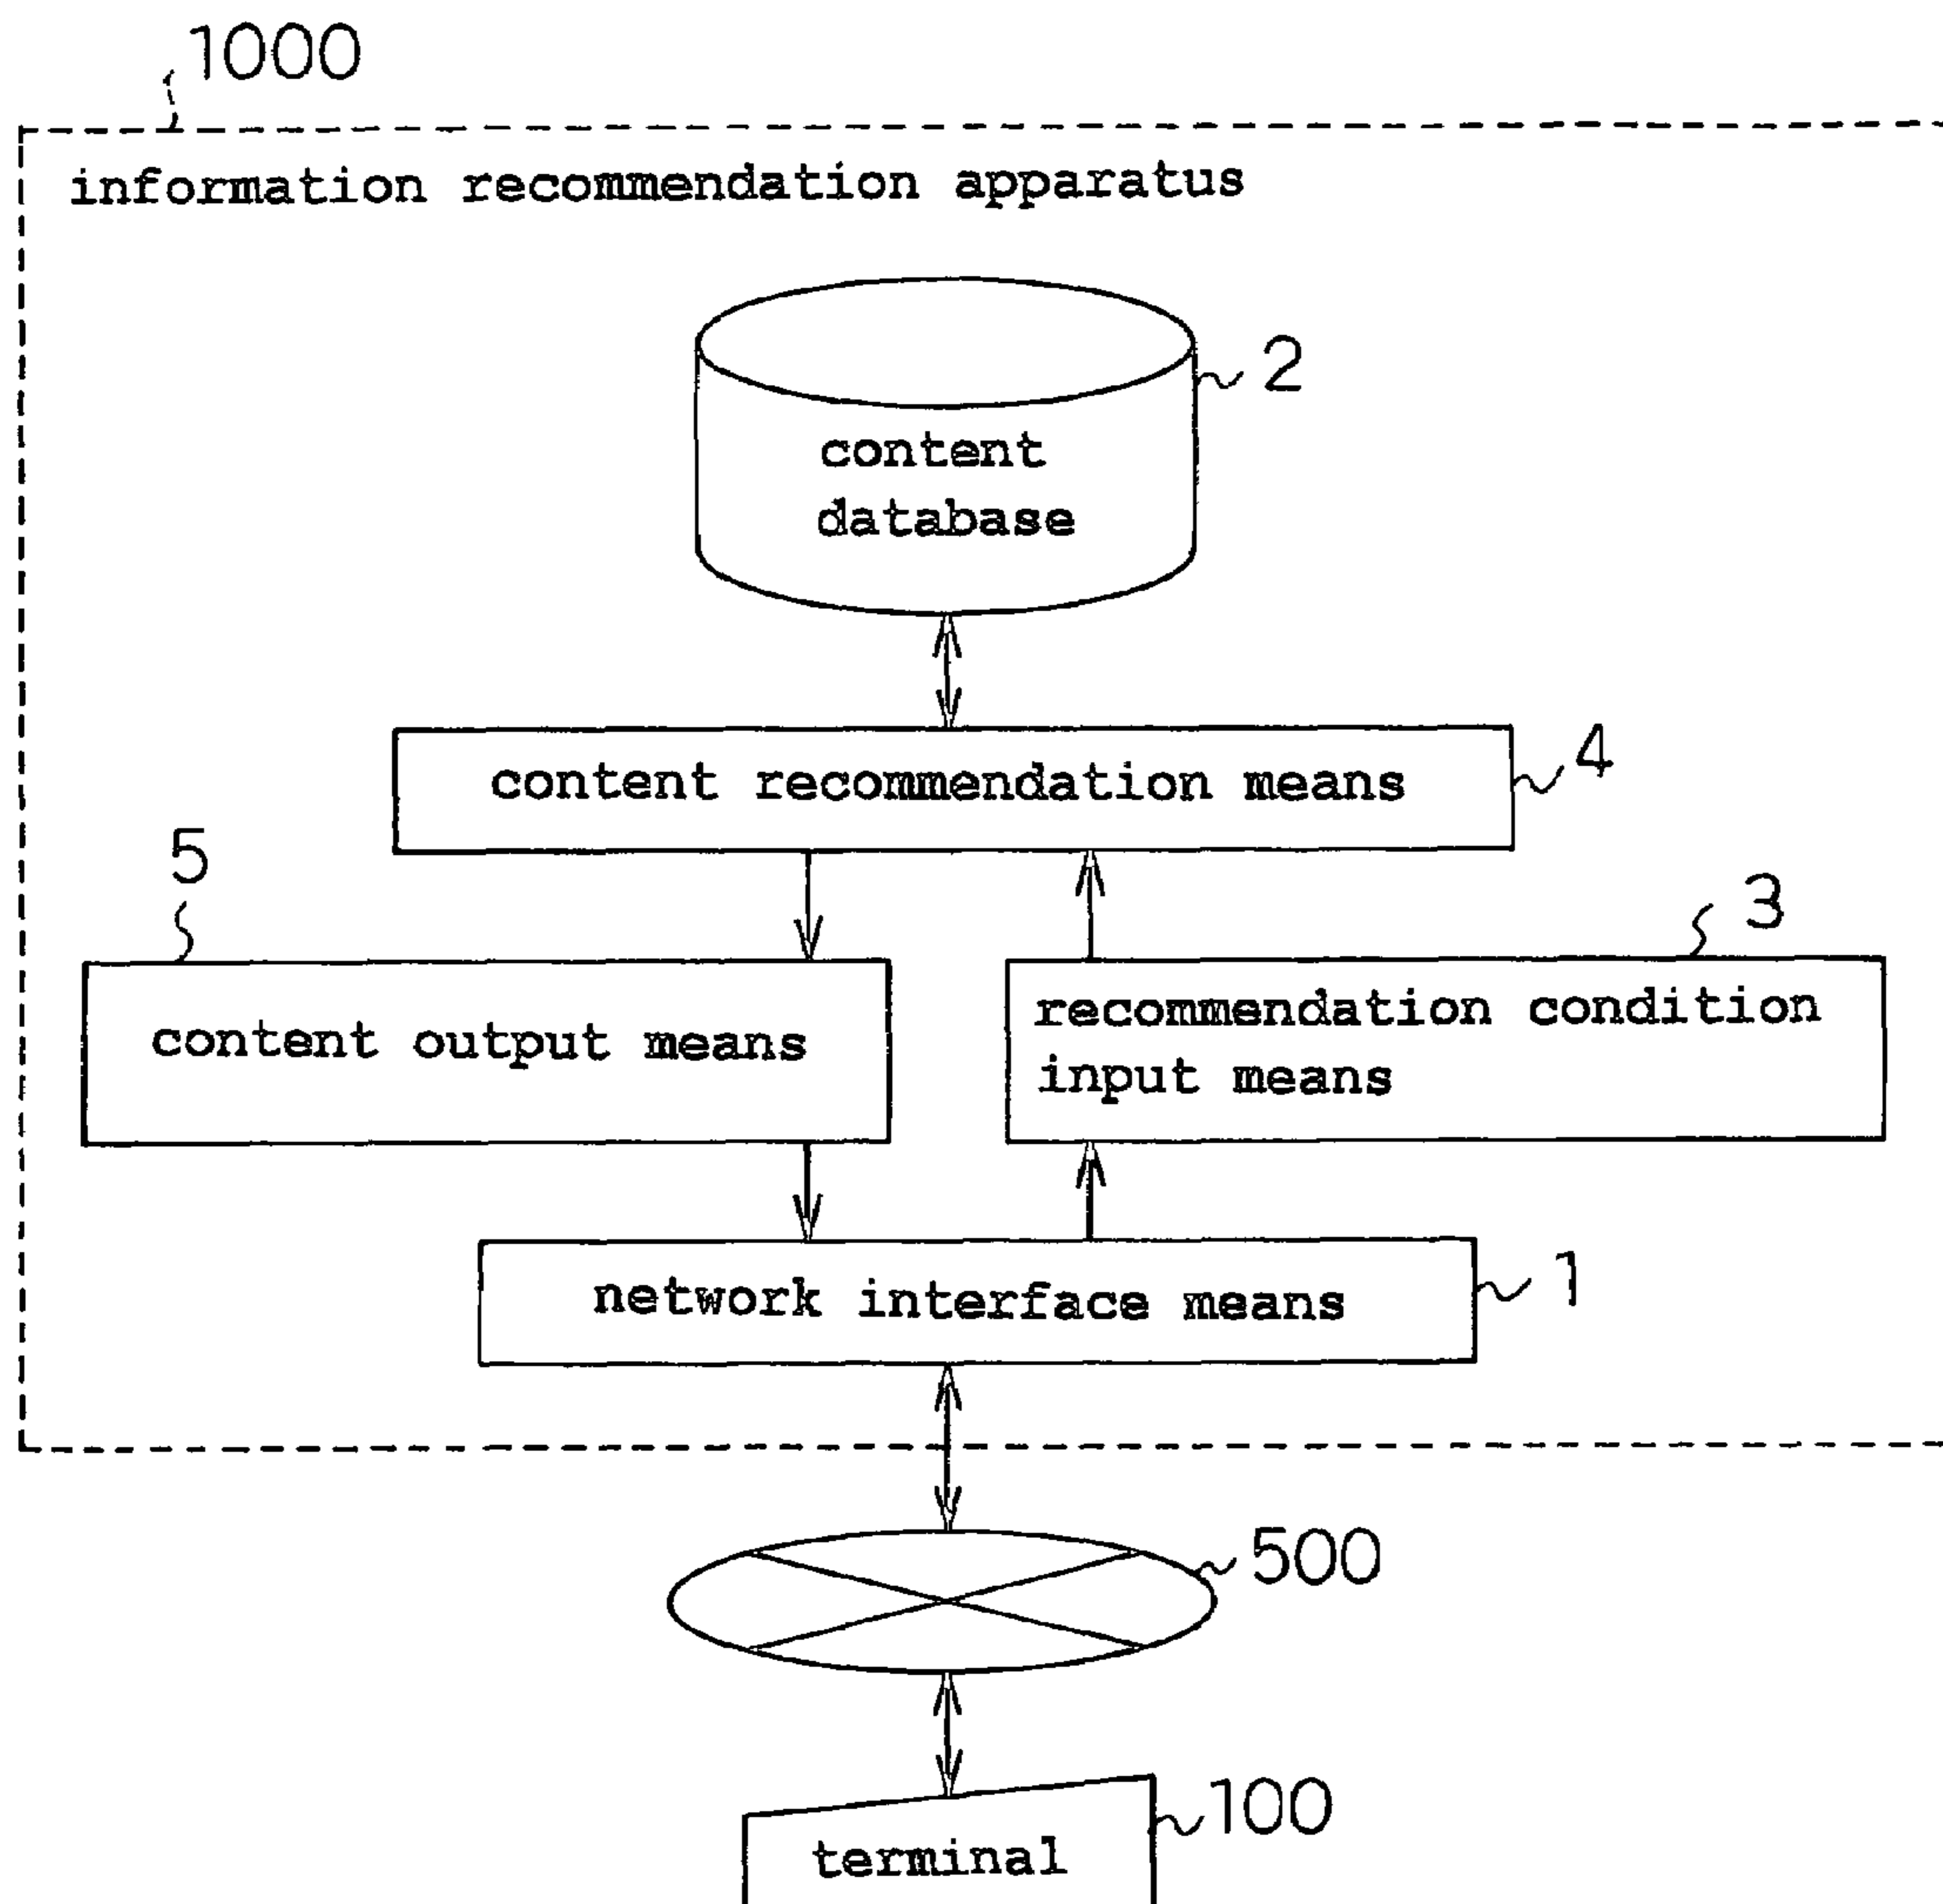 1000
information recommendation apparatus
2
content
database
4
content recommendation means
5
3
content output means
recommendation condition
input means
1
network interface means
500
100
terminal